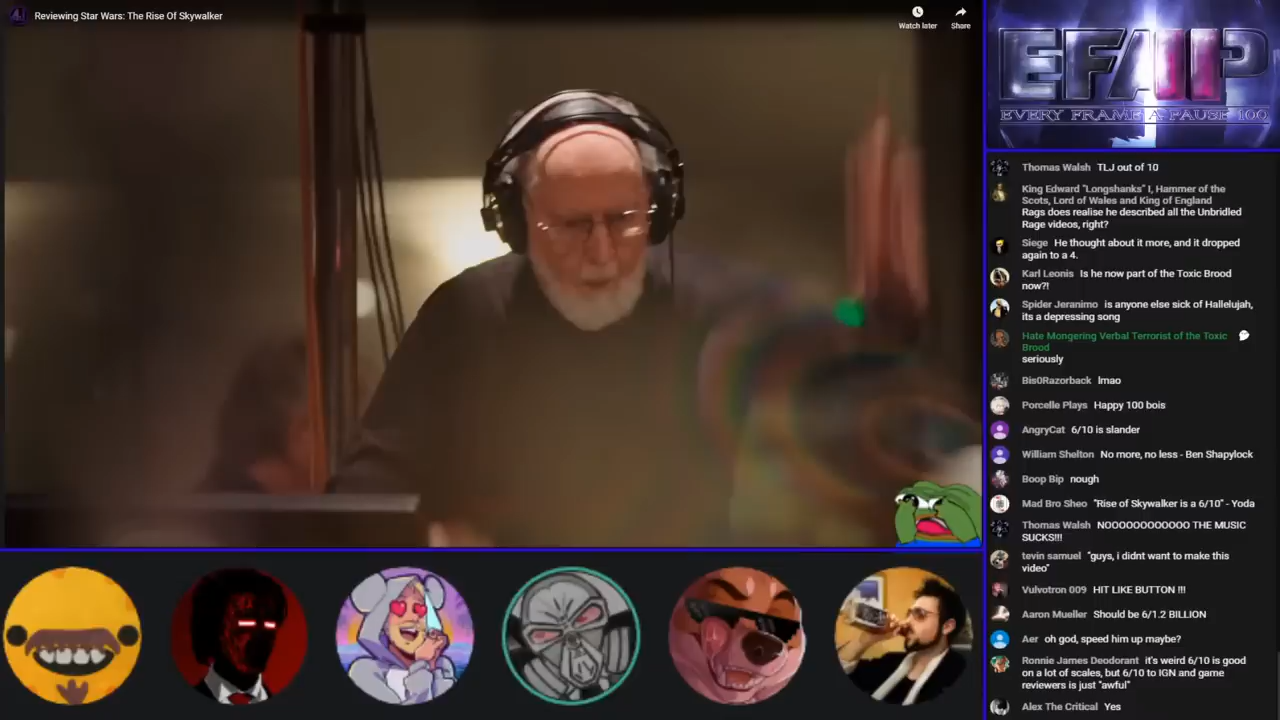 Reviewing Star Wars: The Rise Of Skywalker
Watch later
Share
EFAP
EVERY FRAME A PAUSE 100
Thomas Walsh TLJ out of 10
King Edward "Longshanks" I, Hammer of the
Scots, Lord of Wales and King of England
Rags does realise he described all the Unbridled
Rage videos, right?
Siege He thought about it more, and it dropped
again to a 4.
Karl Leonis Is he now part of the Toxic Brood
now?!
Spider Jeranimo is anyone else sick of Hallelujah,
its a depressing song
Hate Mongering Verbal Terrorist of the Toxic
Brood
seriously
Bis0Razorback lmao
Porcelle Plays Happy 100 bois
AngryCat 6/10 is slander
William Shelton No more, no less - Ben Shapylock
Boop Bip nough
Mad Bro Sheo "Rise of Skywalker is a 6/10" - Yoda
Thomas Walsh NOOOOOOOOOOOO THE MUSIC
SUCKS!!!
tevin samuel "guys, i didnt want to make this
video"
Vulvotron 009 HIT LIKE BUTTON !!!
Aaron Mueller Should be 6/1.2 BILLION
Aer oh god, speed him up maybe?
Ronnie James Deodorant it's weird 6/10 is good
on a lot of scales, but 6/10 to IGN and game
reviewers is just "awful"
Alex The Critical Yes